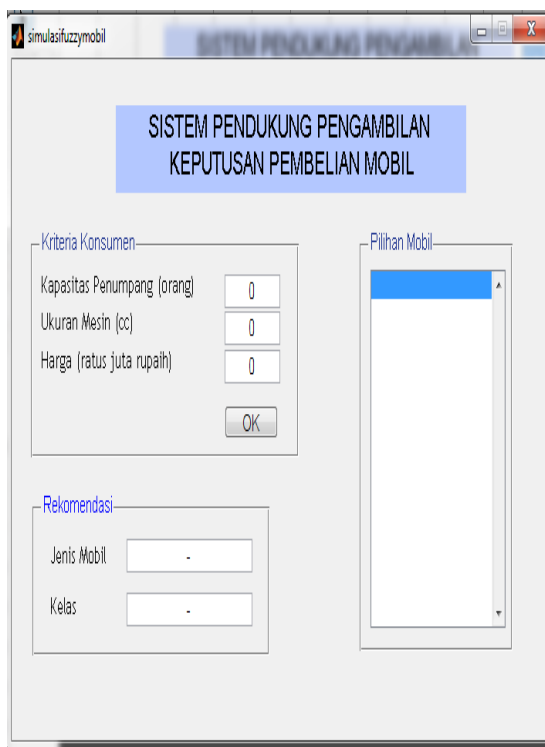 simulasifuzzymobil
SISTEM PENDUKUNG PENGAMBILAN
SISTEM PENDUKUNG PENGAMBILAN
KEPUTUSAN PEMBELIAN MOBIL
Kriteria Konsumen
Kapasitas Penumpang (orang) 0
Ukuran Mesin (cc) 0
Harga (ratus juta rupaih) 0
OK
Rekomendasi
Jenis Mobil -
Kelas -
Pilihan Mobil